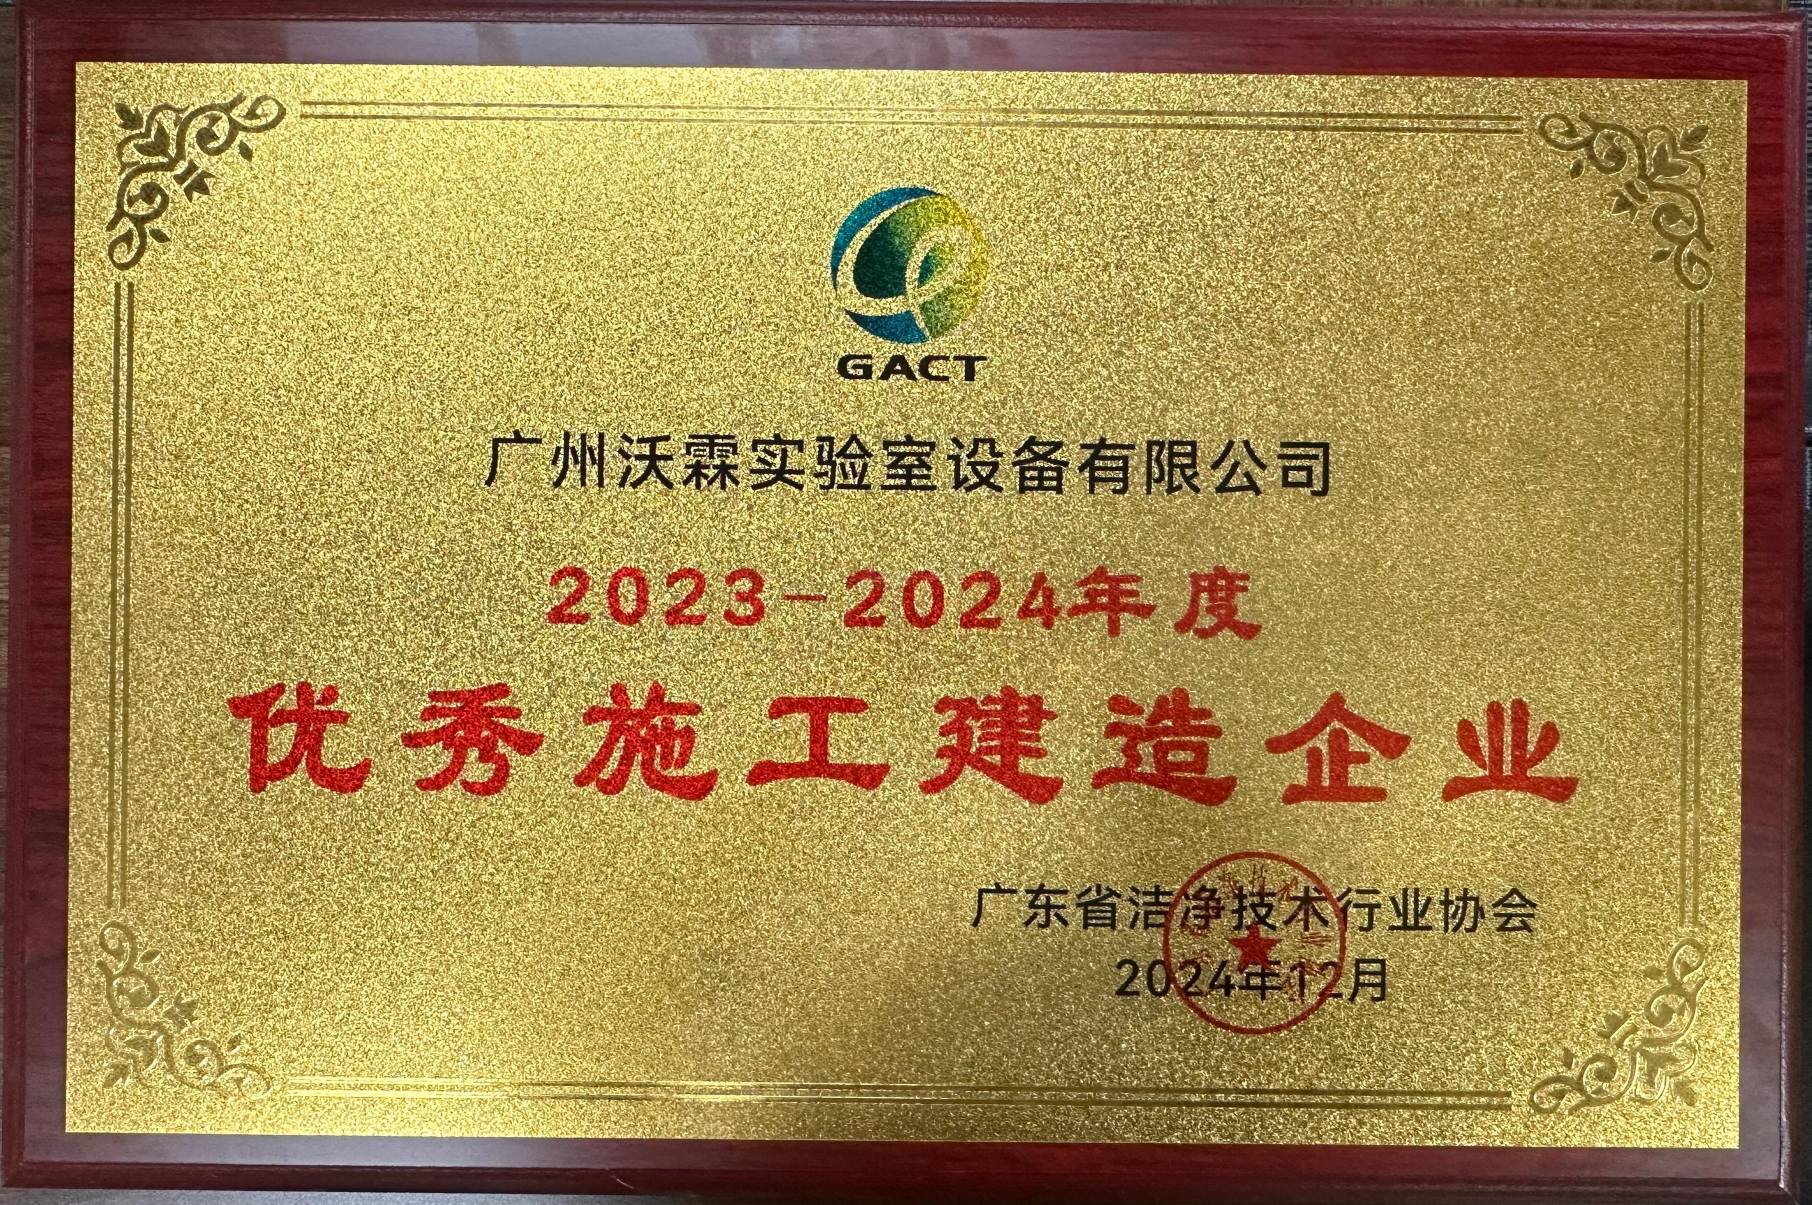 GACT
广州沃霖实验室设备有限公司
2023-2024年度
优秀施工建造企业
广东省洁净技术行业协会
2024年12月